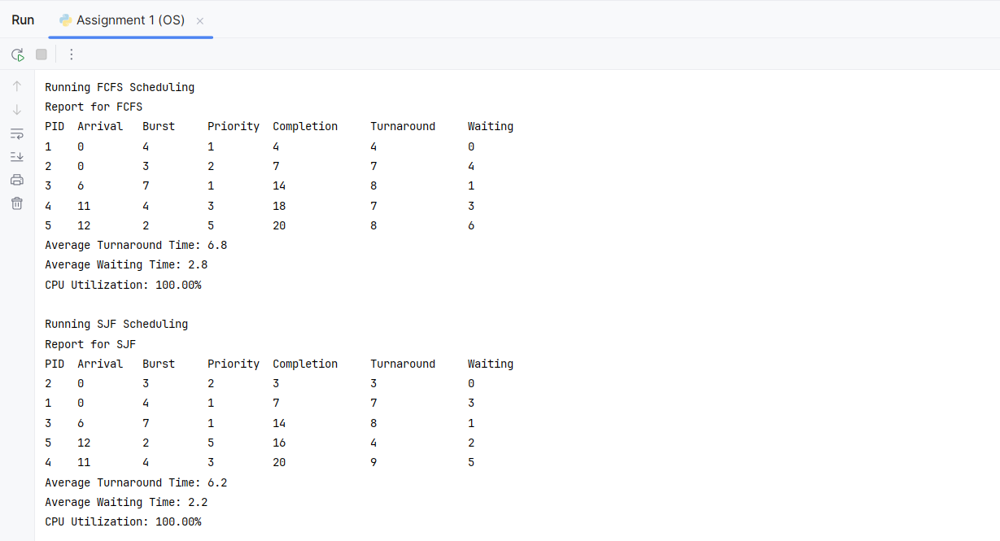 Run Assignment 1 (OS)
Running FCFS Scheduling
Report for FCFS
PID Arrival Burst Priority Completion Turnaround Waiting
1 0 4 1 4 4 0
2 0 3 2 7 7 4
3 6 7 1 14 8 1
4 11 4 3 18 7 3
5 12 2 5 20 8 6
Average Turnaround Time: 6.8
Average Waiting Time: 2.8
CPU Utilization: 100.00%
Running SJF Scheduling
Report for SJF
PID Arrival Burst Priority Completion Turnaround Waiting
2 0 3 2 3 3 0
1 0 4 1 7 7 3
3 6 7 1 14 8 1
5 12 2 5 16 4 2
4 11 4 3 20 9 5
Average Turnaround Time: 6.2
Average Waiting Time: 2.2
CPU Utilization: 100.00%